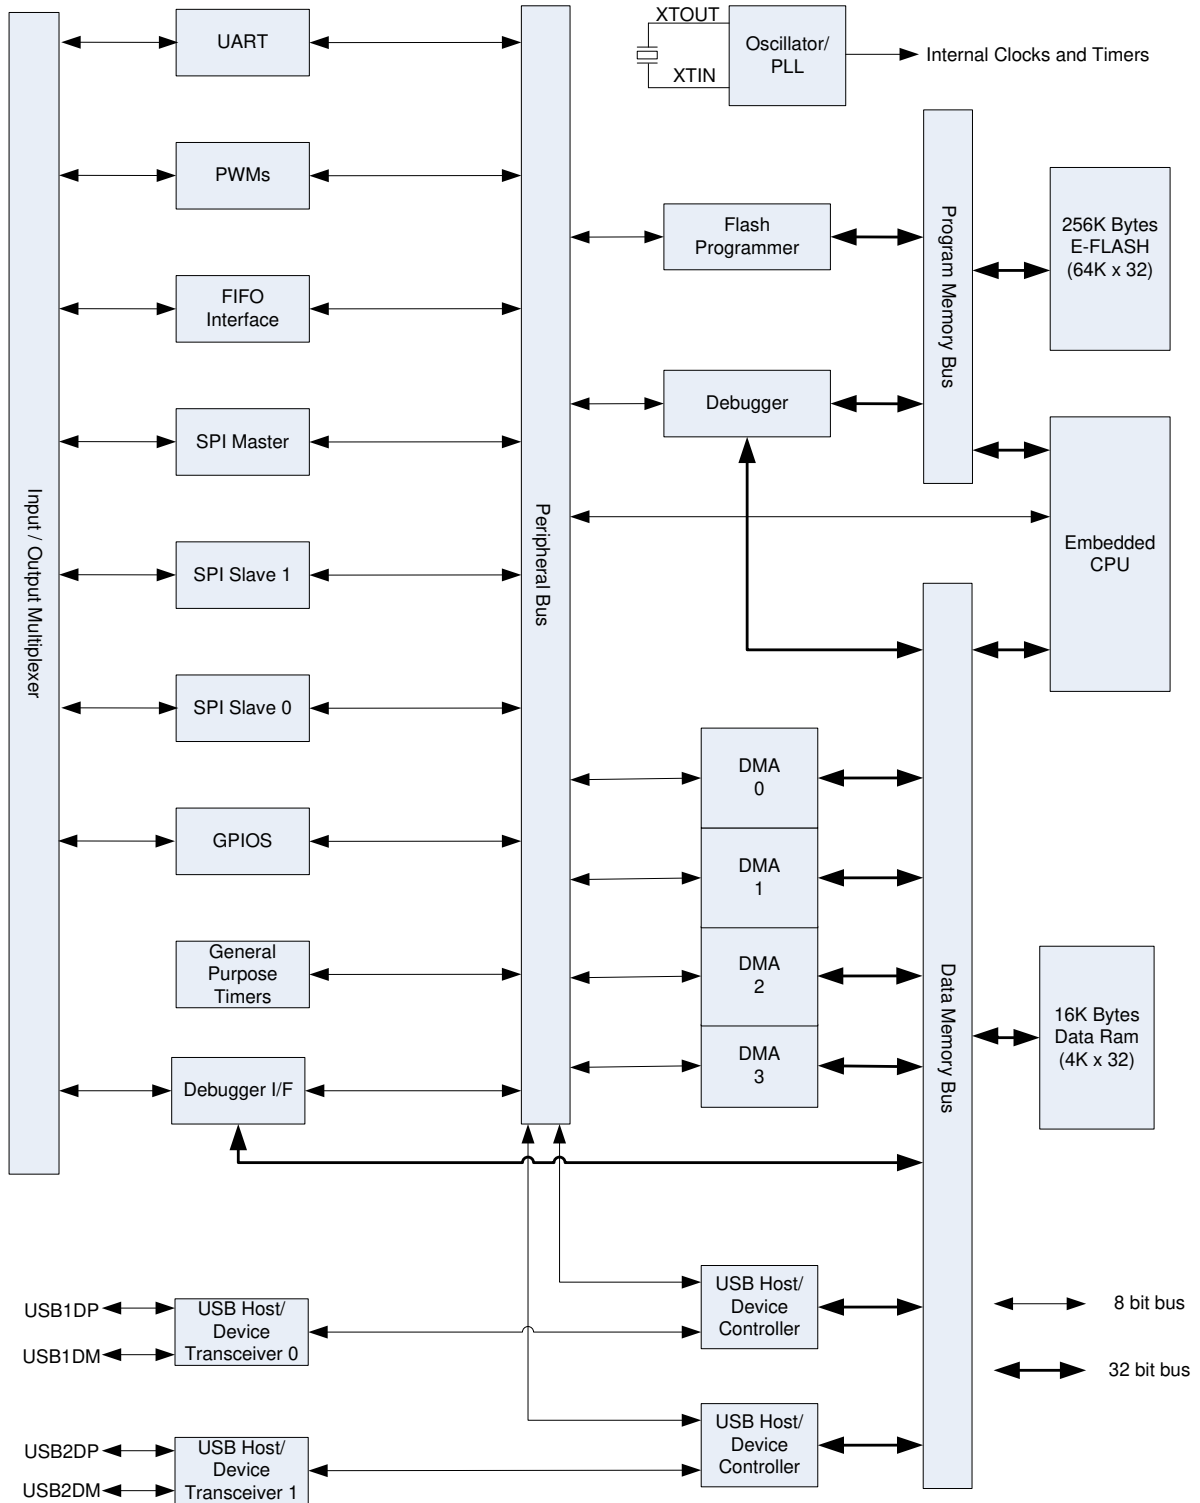 UART
XTOUT
Oscillator/
PLL
Internal Clocks and Timers
XTIN
PWMs
Flash
Programmer
Program Memory Bus
256K Bytes
E-FLASH
(64K x 32)
FIFO
Interface
Debugger
SPI Master
Input / Output Multiplexer
Peripheral Bus
Embedded
CPU
SPI Slave 1
SPI Slave 0
DMA
0
GPIOS
DMA
1
General
Purpose
Timers
DMA
2
Data Memory Bus
16K Bytes
Data Ram
(4K x 32)
DMA
3
Debugger I/F
USB1DP
USB1DM
USB Host/
Device
Transceiver 0
USB Host/
Device
Controller
8 bit bus
32 bit bus
USB2DP
USB2DM
USB Host/
Device
Transceiver 1
USB Host/
Device
Controller